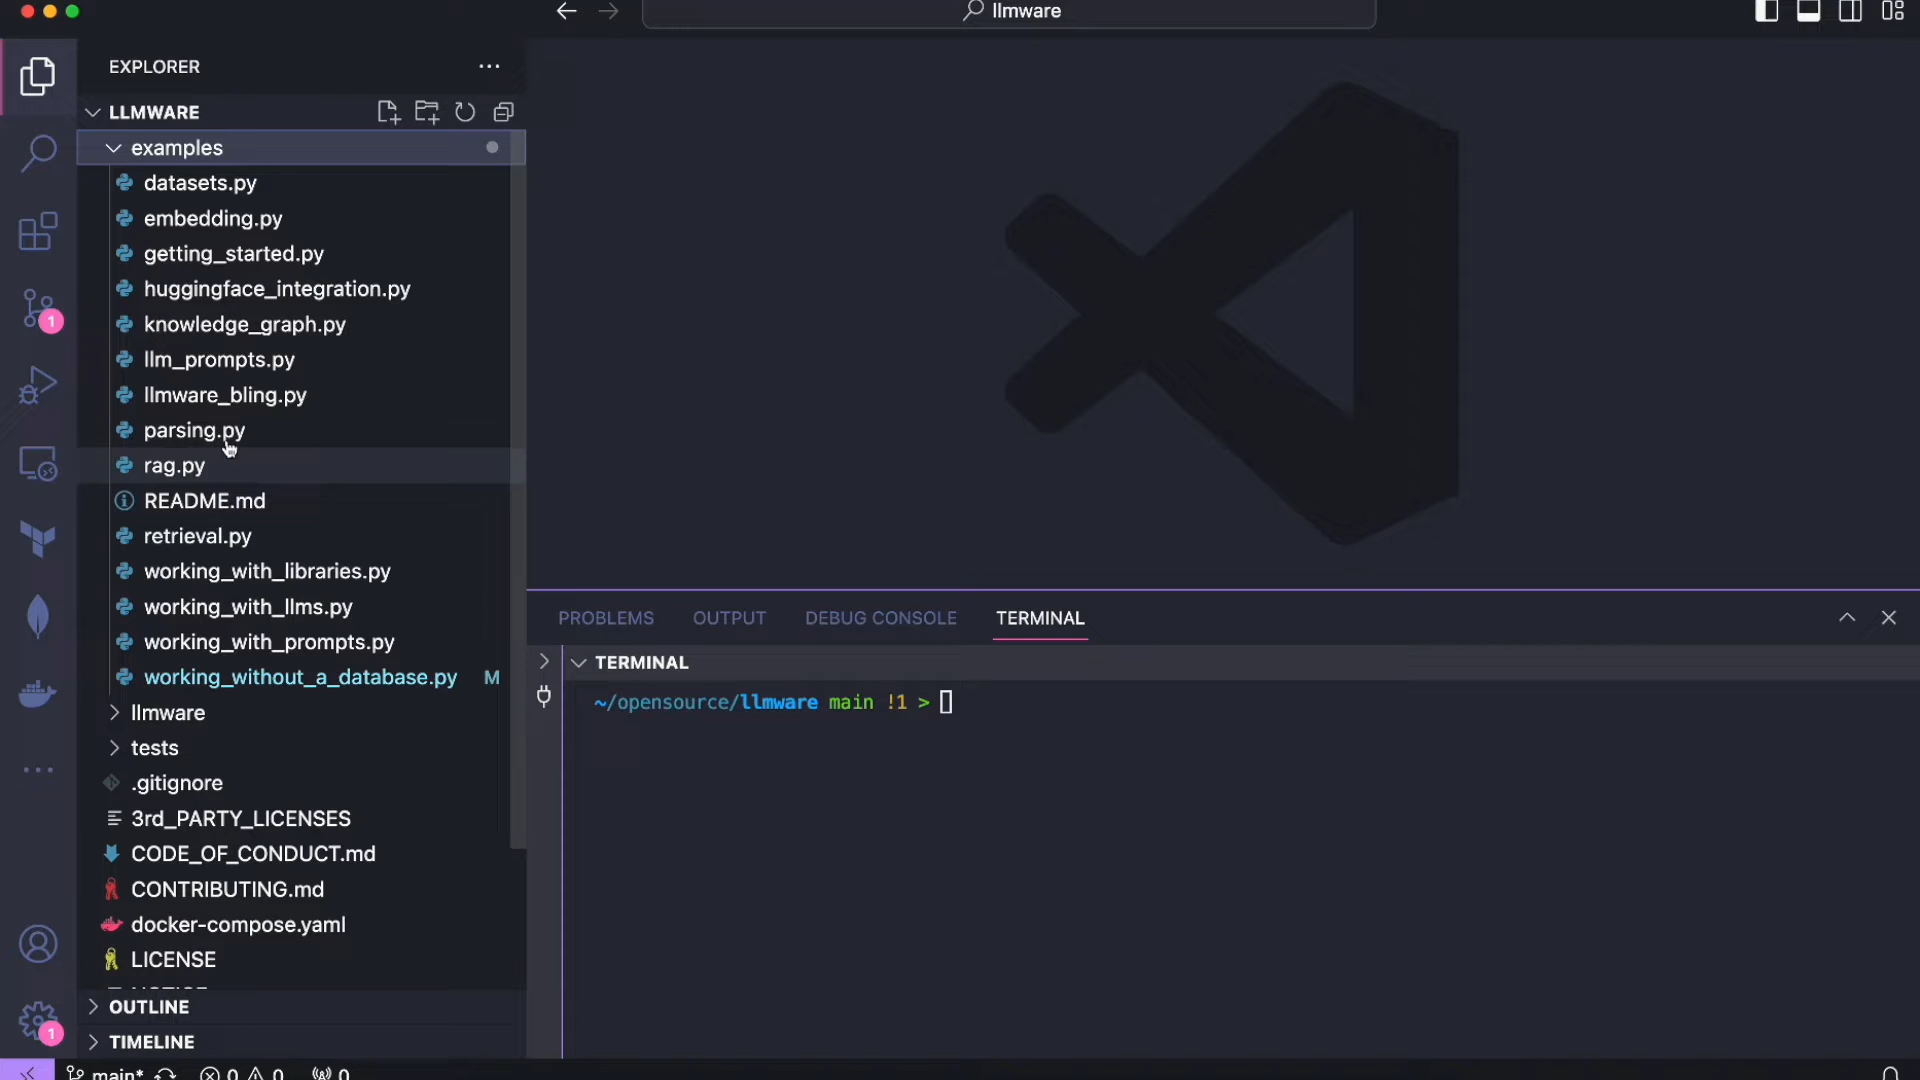 llmware
EXPLORER
LLMWARE
examples
datasets.py
embedding.py
getting_started.py
huggingface_integration.py
knowledge_graph.py
llm_prompts.py
llmware_bling.py
parsing.py
rag.py
README.md
retrieval.py
working_with_libraries.py
working_with_llms.py
working_with_prompts.py
working_without_a_database.py M
llmware
tests
.gitignore
3rd_PARTY_LICENSES
CODE_OF_CONDUCT.md
CONTRIBUTING.md
docker-compose.yaml
LICENSE
OUTLINE
TIMELINE
1
1
PROBLEMS OUTPUT DEBUG CONSOLE TERMINAL
TERMINAL
~/opensource/llmware main !1 >
main* 0 0 0